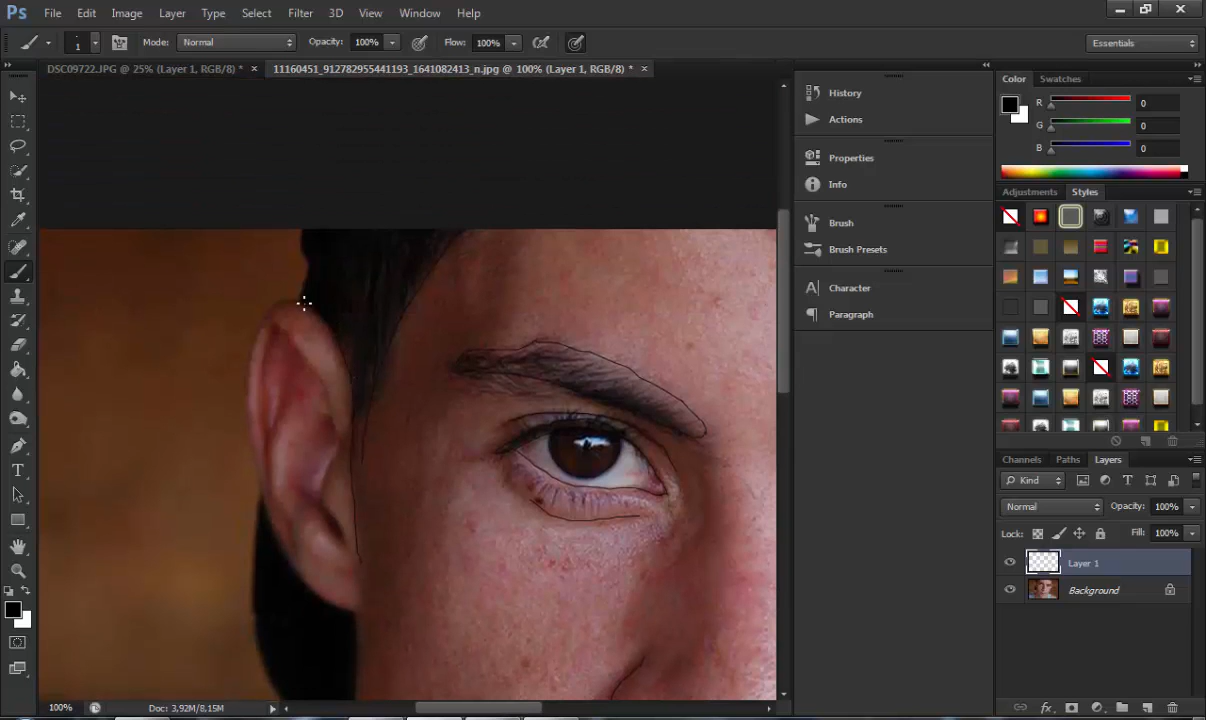 Ps File Edit Image Layer Type Select Filter 3D View Window Help
1 Mode: Normal Opacity: 100% Flow: 100% Essentials
DSC09722.JPG @ 25% (Layer 1, RGB/8) * × 11160451_912782955441193_1641082413_n.jpg @ 100% (Layer 1, RGB/8) * ×
Color Swatches
History
R 0
Actions
G 0
B 0
Properties
Info
Adjustments Styles
Brush
Brush Presets
Character
Paragraph
Channels Paths Layers
Kind
Normal Opacity: 100%
Lock: Fill: 100%
Layer 1
Background
100% Doc: 3,92M/8,15M